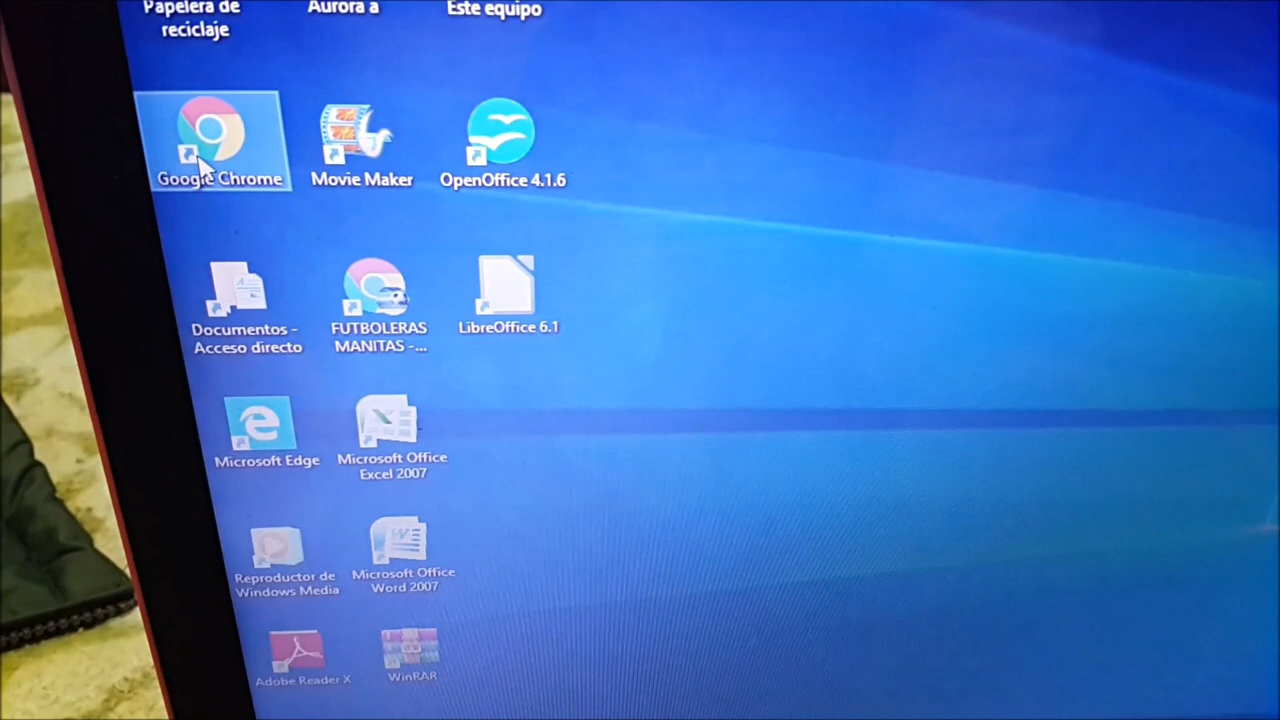 Papelera de
reciclaje
Aurora a
Este equipo
Google Chrome
Movie Maker
OpenOffice 4.1.6
Documentos -
Acceso directo
FUTBOLERAS
MANITAS -...
LibreOffice 6.1
Microsoft Edge
Microsoft Office
Excel 2007
Reproductor de
Windows Media
Microsoft Office
Word 2007
Adobe Reader X
WinRAR